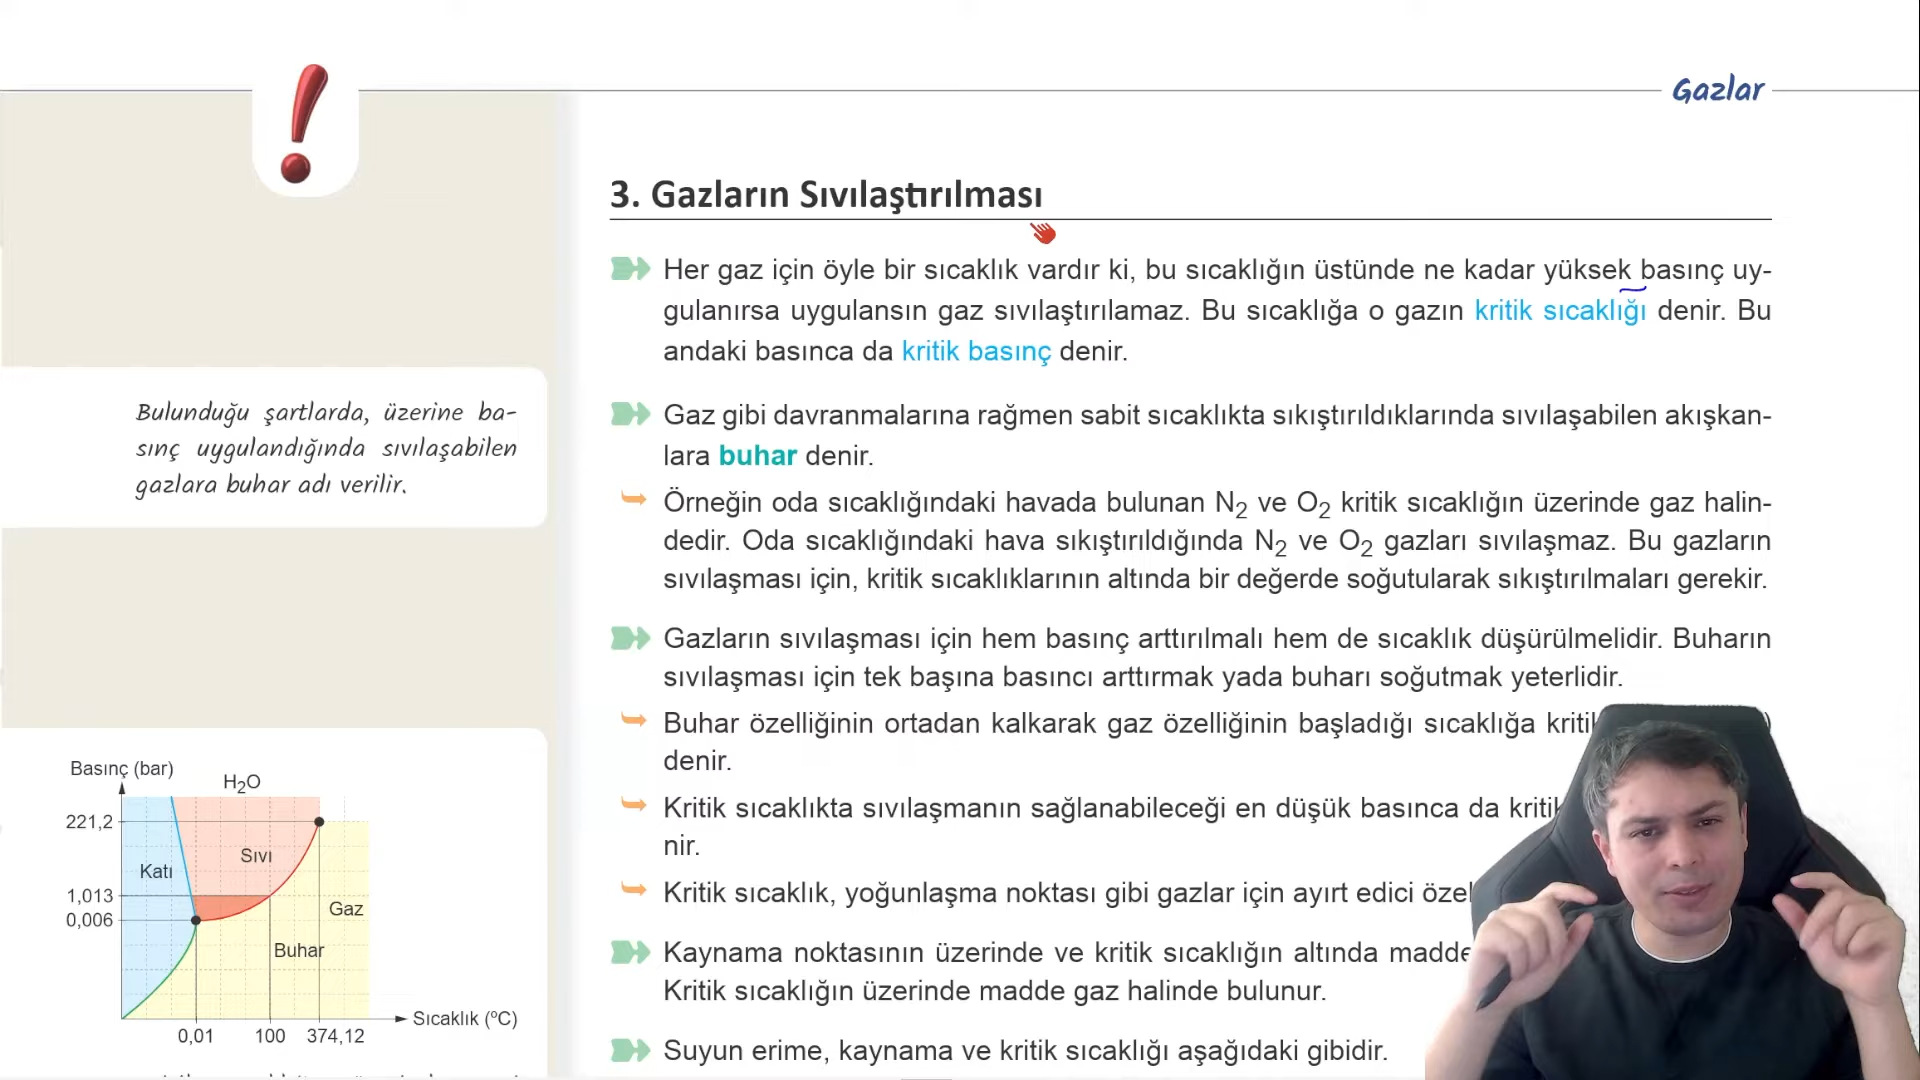 Gazlar
3. Gazların Sıvılaştırılması
Her gaz için öyle bir sıcaklık vardır ki, bu sıcaklığın üstünde ne kadar yüksek basınç uy-
gulanırsa uygulansın gaz sıvılaştırılamaz. Bu sıcaklığa o gazın kritik sıcaklığı denir. Bu
andaki basınca da kritik basınç denir.
Gaz gibi davranmalarına rağmen sabit sıcaklıkta sıkıştırıldıklarında sıvılaşabilen akışkan-
lara buhar denir.
Örneğin oda sıcaklığındaki havada bulunan N₂ ve O₂ kritik sıcaklığın üzerinde gaz halin-
dedir. Oda sıcaklığındaki hava sıkıştırıldığında N₂ ve O₂ gazları sıvılaşmaz. Bu gazların
sıvılaşması için, kritik sıcaklıklarının altında bir değerde soğutularak sıkıştırılmaları gerekir.
Gazların sıvılaşması için hem basınç arttırılmalı hem de sıcaklık düşürülmelidir. Buharın
sıvılaşması için tek başına basıncı arttırmak yada buharı soğutmak yeterlidir.
Buhar özelliğinin ortadan kalkarak gaz özelliğinin başladığı sıcaklığa
denir.
Kritik sıcaklıkta sıvılaşmanın sağlanabileceği en düşük basınca da
nir.
Kritik sıcaklık, yoğunlaşma noktası gibi gazlar için ayırt edici
Kaynama noktasının üzerinde ve kritik sıcaklığın altında madde
Kritik sıcaklığın üzerinde madde gaz halinde bulunur.
Suyun erime, kaynama ve kritik sıcaklığı aşağıdaki gibidir.
Bulunduğu şartlarda, üzerine ba-
sınç uygulandığında sıvılaşabilen
gazlara buhar adı verilir.
Basınç (bar)
H₂O
221,2
Sıvı
Katı
1,013
Gaz
0,006
Buhar
Sıcaklık (ºC)
0,01 100 374,12